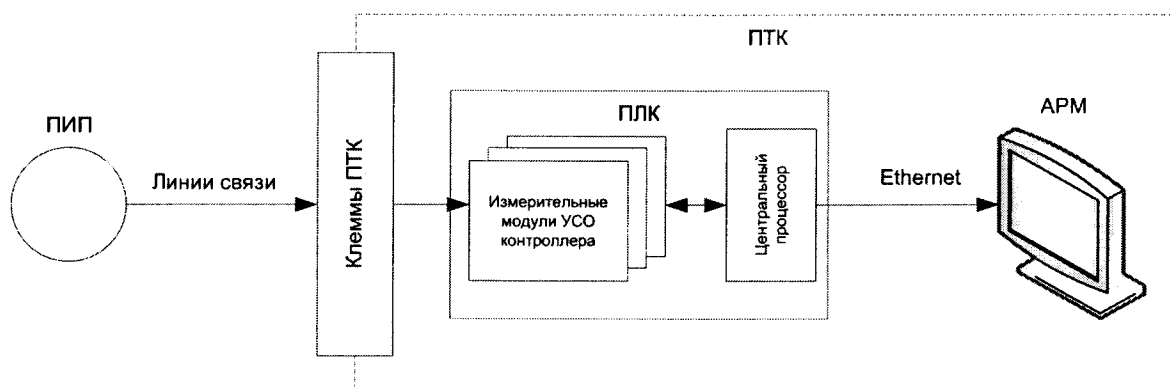 ПТК
ПИП
Линии связи
Клеммы ПТК
ПЛК
Измерительные
модули УСО
контроллера
Центральный
процессор
Ethernet
АРМ